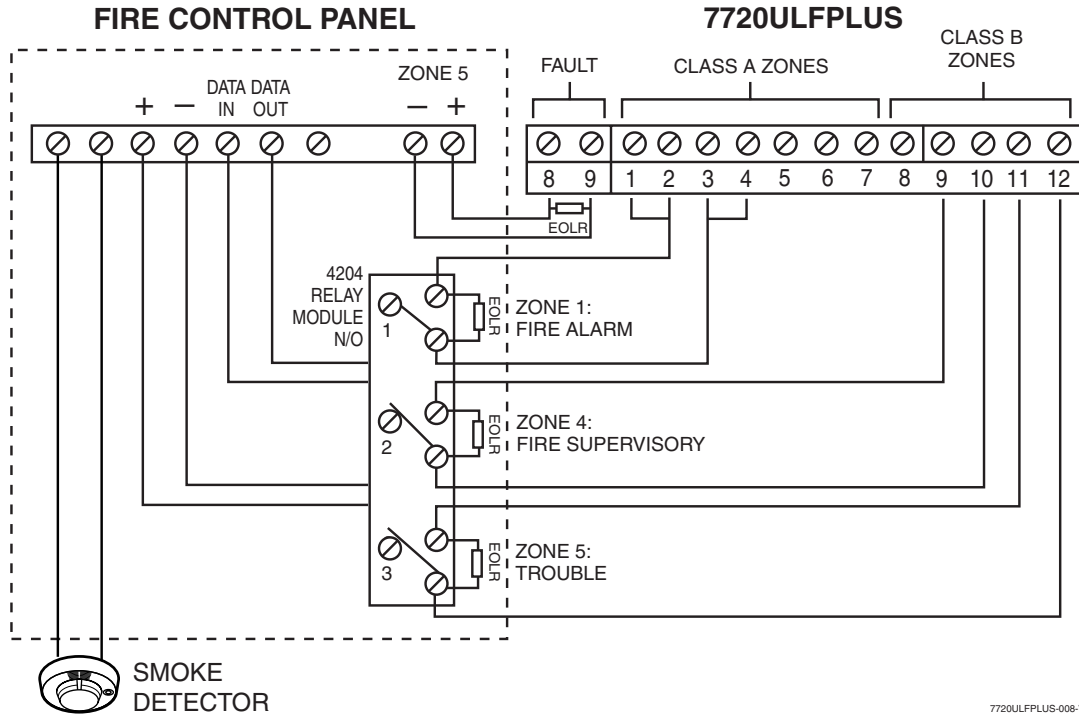 FIRE CONTROL PANEL
7720ULFPLUS
ZONE 5
DATA DATA
IN OUT
+ −
− +
FAULT
CLASS A ZONES
CLASS B
ZONES
8 9 1 2 3 4 5 6 7 8 9 10 11 12
EOLR
4204
RELAY
MODULE
N/O
1
EOLR
ZONE 1:
FIRE ALARM
2
EOLR
ZONE 4:
FIRE SUPERVISORY
3
EOLR
ZONE 5:
TROUBLE
SMOKE
DETECTOR